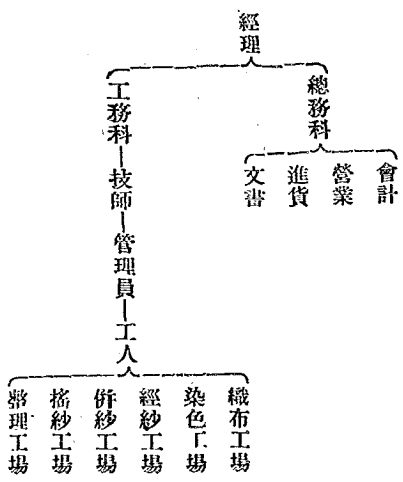 經理
總務科
會計
營業
進貨
文書
工務科—技師—管理員—工人
織布工場
染色工場
經紗工場
併紗工場
搖紗工場
整理工場